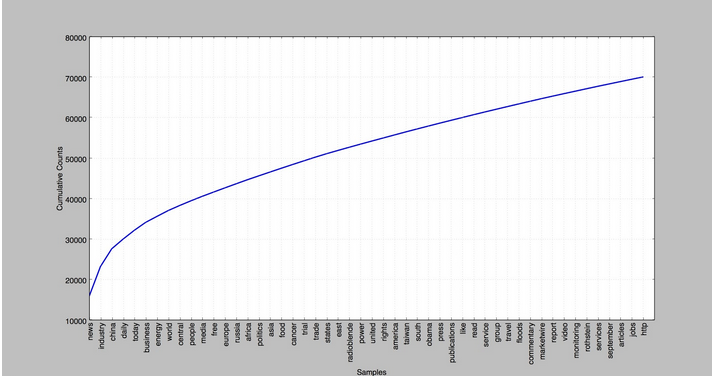 80000
70000
60000
50000
40000
30000
20000
10000
Cumulative Counts
news
industry
china
daily
today
business
energy
world
central
people
media
free
europe
russia
africa
politics
asia
food
cancer
trial
trade
states
east
radioblende
power
united
rights
america
taiwan
south
obama
press
publications
like
read
service
group
travel
floods
commentary
marketwire
report
video
monitoring
rothstein
services
september
articles
jobs
http
Samples